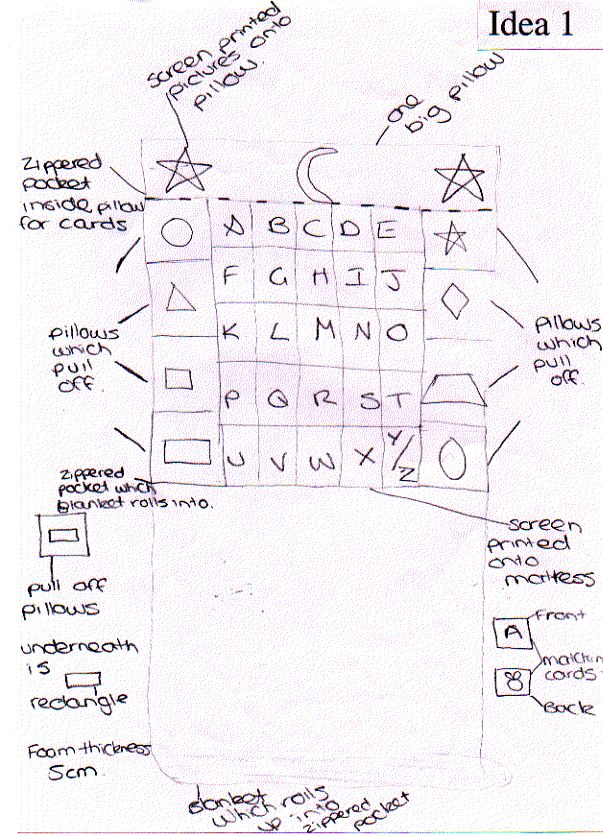 Idea 1
screen printed
pictures onto
pillow.
one
big pillow
Zippered
pocket
inside pillow
for cards
A B C D E
F G H I J
K L M N O
P Q R S T
U V W X Y/Z
pillows
which
pull
off.
Pillows
which
pull
off.
zippered
pocket which
blanket rolls into.
pull off
pillows
underneath
is
rectangle
Foam thickness
5cm.
screen
printed
onto
mattess
A
Front
matching
cards.
8
Back
blanket
which rolls
up into
zippered pocket